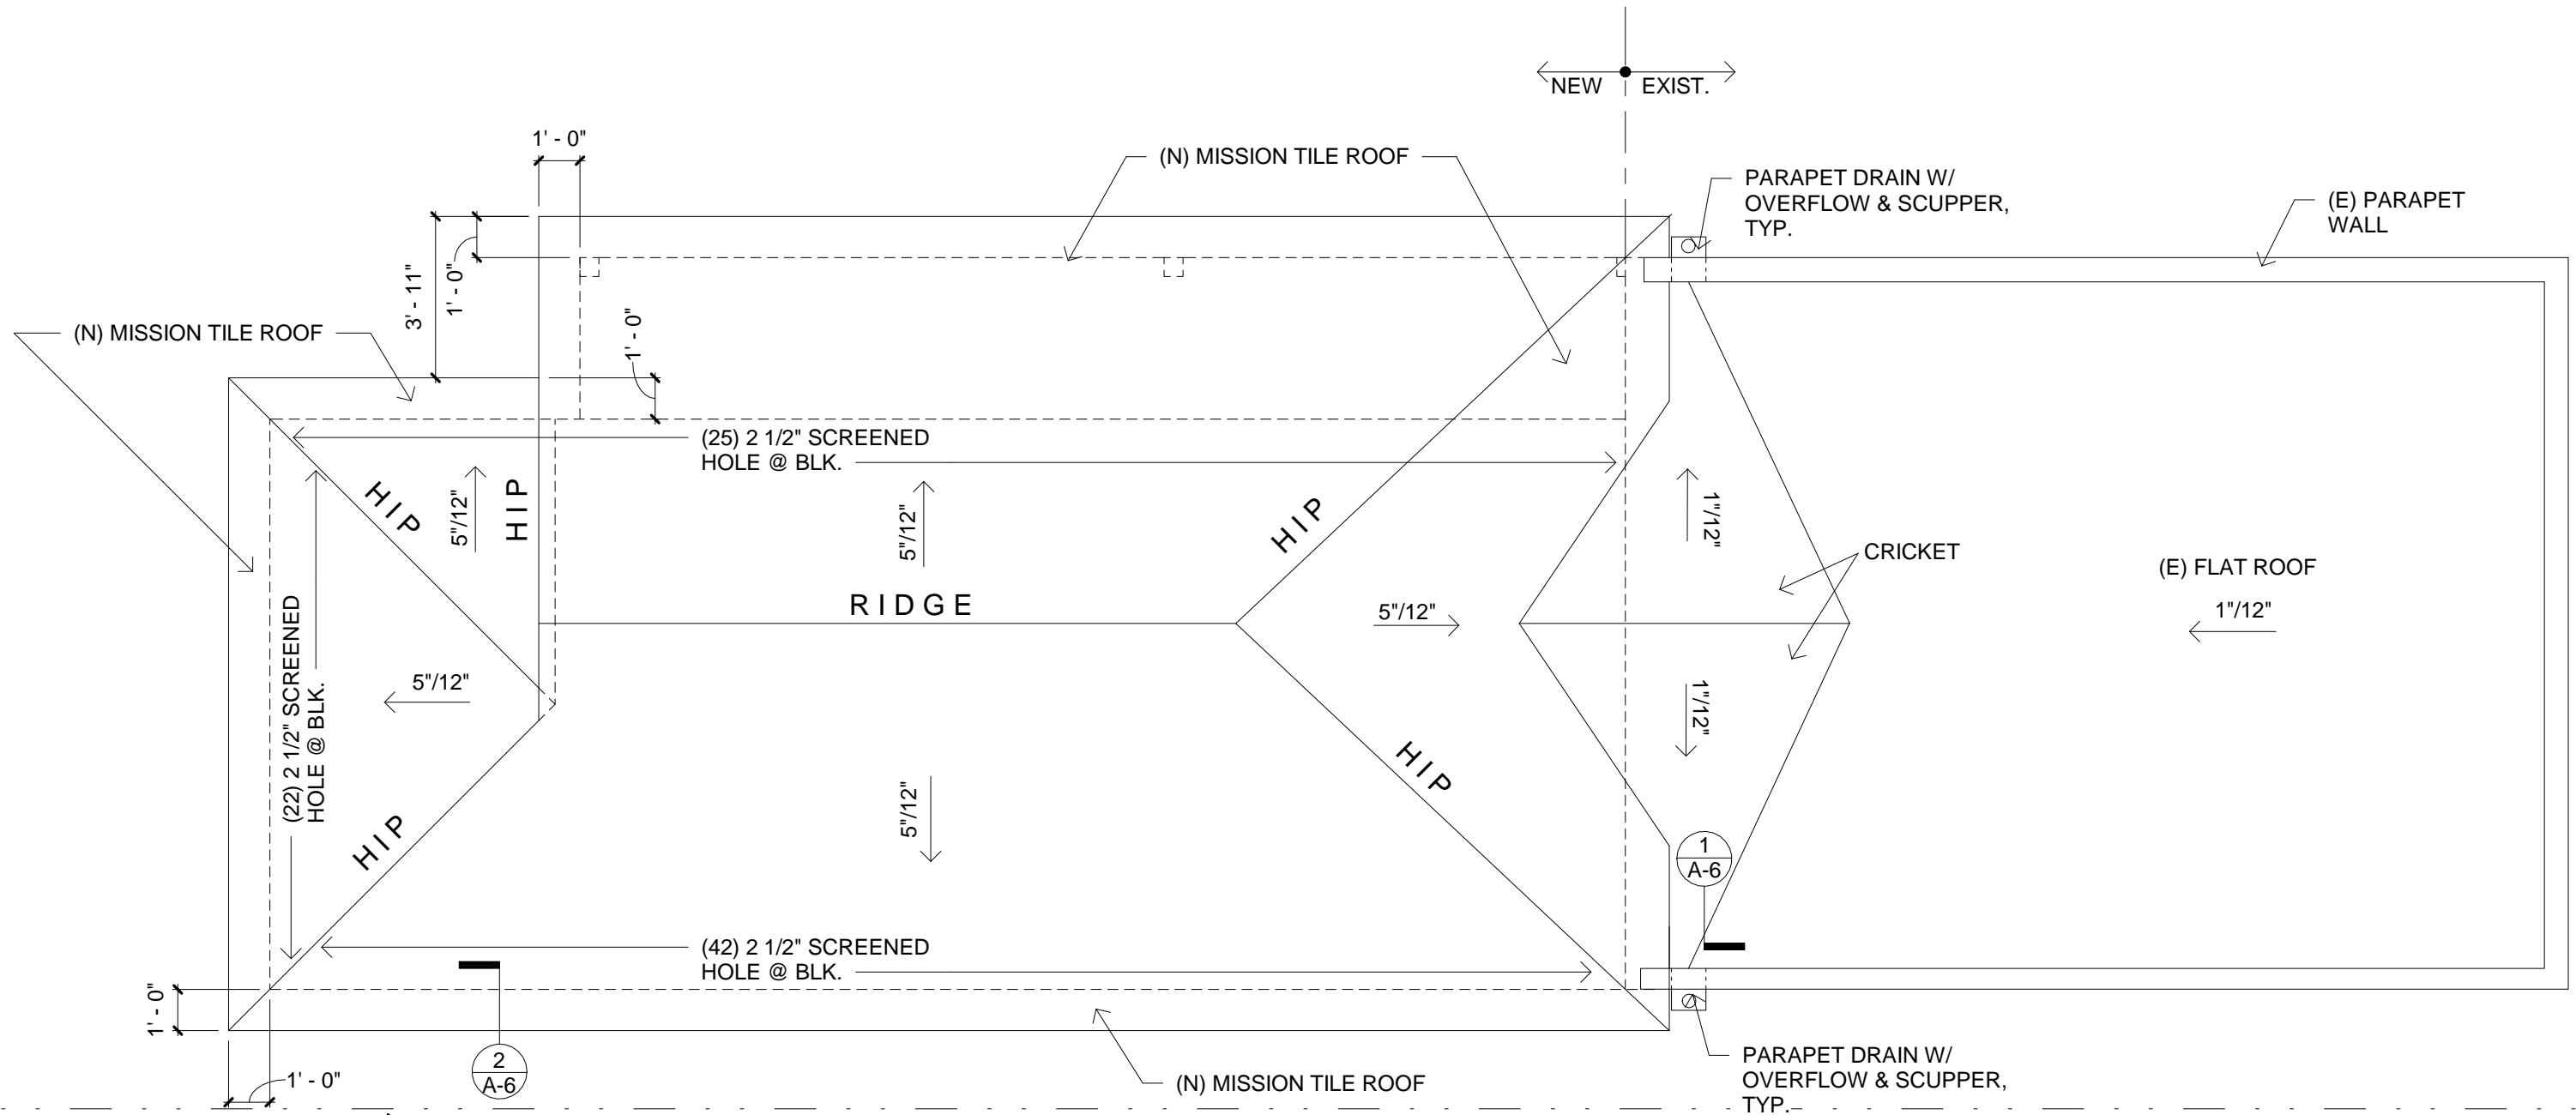 NEW EXIST.
1' - 0"
(N) MISSION TILE ROOF
PARAPET DRAIN W/
OVERFLOW & SCUPPER,
TYP.
(E) PARAPET
WALL
3' - 11"
1' - 0"
1' - 0"
(N) MISSION TILE ROOF
(25) 2 1/2" SCREENED
HOLE @ BLK.
HIP
5"/12"
HIP
5"/12"
HIP
1"/12"
CRICKET
(E) FLAT ROOF
1"/12"
RIDGE
5"/12"
(22) 2 1/2" SCREENED
HOLE @ BLK.
5"/12"
1"/12"
HIP
5"/12"
HIP
1
A-6
(42) 2 1/2" SCREENED
HOLE @ BLK.
1' - 0"
2
A-6
1' - 0"
(N) MISSION TILE ROOF
PARAPET DRAIN W/
OVERFLOW & SCUPPER,
TYP.